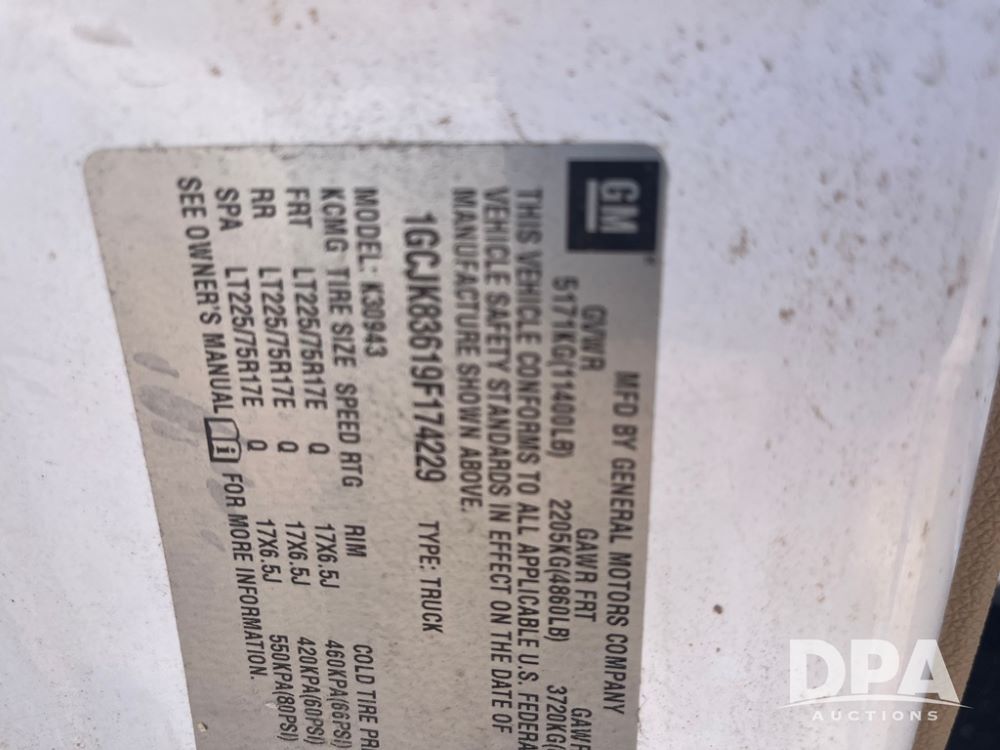 GM
MFD BY GENERAL MOTORS COMPANY
GVWR GAWR FRT GAWR
5171KG(11400LB) 2205KG(4860LB) 3720KG(
THIS VEHICLE CONFORMS TO ALL APPLICABLE U.S. FEDERA
VEHICLE SAFETY STANDARDS IN EFFECT ON THE DATE OF
MANUFACTURE SHOWN ABOVE.
1GCJK83619F174229 TYPE: TRUCK
MODEL: K30943
KCMG TIRE SIZE SPEED RTG RIM COLD TIRE PR
FRT LT225/75R17E Q 17X6.5J 460KPA(66PSI)
RR LT225/75R17E Q 17X6.5J 420KPA(60PSI)
SPA LT225/75R17E Q 17X6.5J 550KPA(80PSI)
SEE OWNER'S MANUAL FOR MORE INFORMATION.
DPA
AUCTIONS